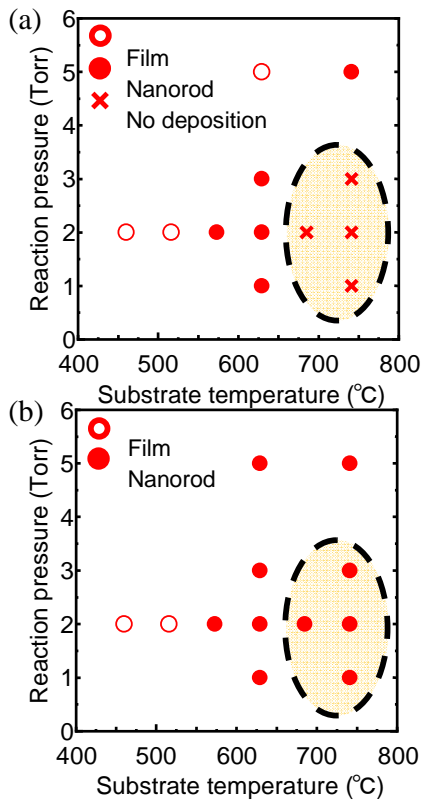 (a)
6
Film
5
Nanorod
No deposition
4
3
2
1
0
Reaction pressure (Torr)
400 500 600 700 800
Substrate temperature (°C)
(b)
6
Film
5
Nanorod
4
3
2
1
0
Reaction pressure (Torr)
400 500 600 700 800
Substrate temperature (°C)